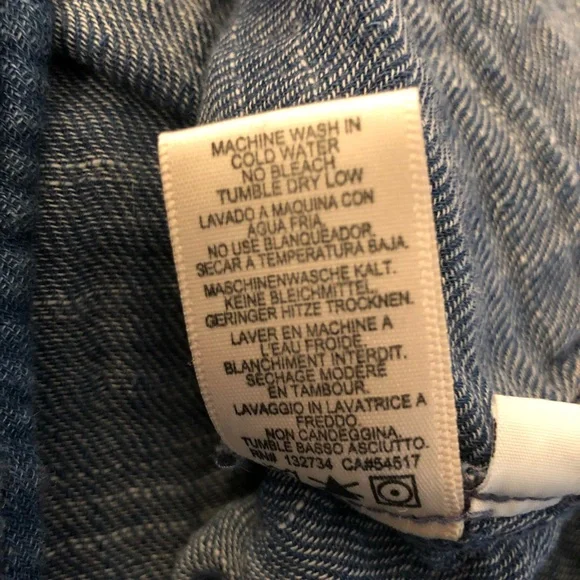 MACHINE WASH IN
COLD WATER
NO BLEACH
TUMBLE DRY LOW
LAVADO A MAQUINA CON
AGUA FRIA.
NO USE BLANQUEADOR.
SECAR A TEMPERATURA BAJA.
MASCHINENWASCHE KALT.
KEINE BLEICHMITTEL.
GERINGER HITZE TROCKNEN.
LAVER EN MACHINE A
L'EAU FROIDE.
BLANCHIMENT INTERDIT.
SÉCHAGE MODÉRÉ
EN TAMBOUR.
LAVAGGIO IN LAVATRICE A
FREDDO.
NON CANDEGGINA.
TUMBLE BASSO ASCIUTTO.
RN# 132734 CA#54517